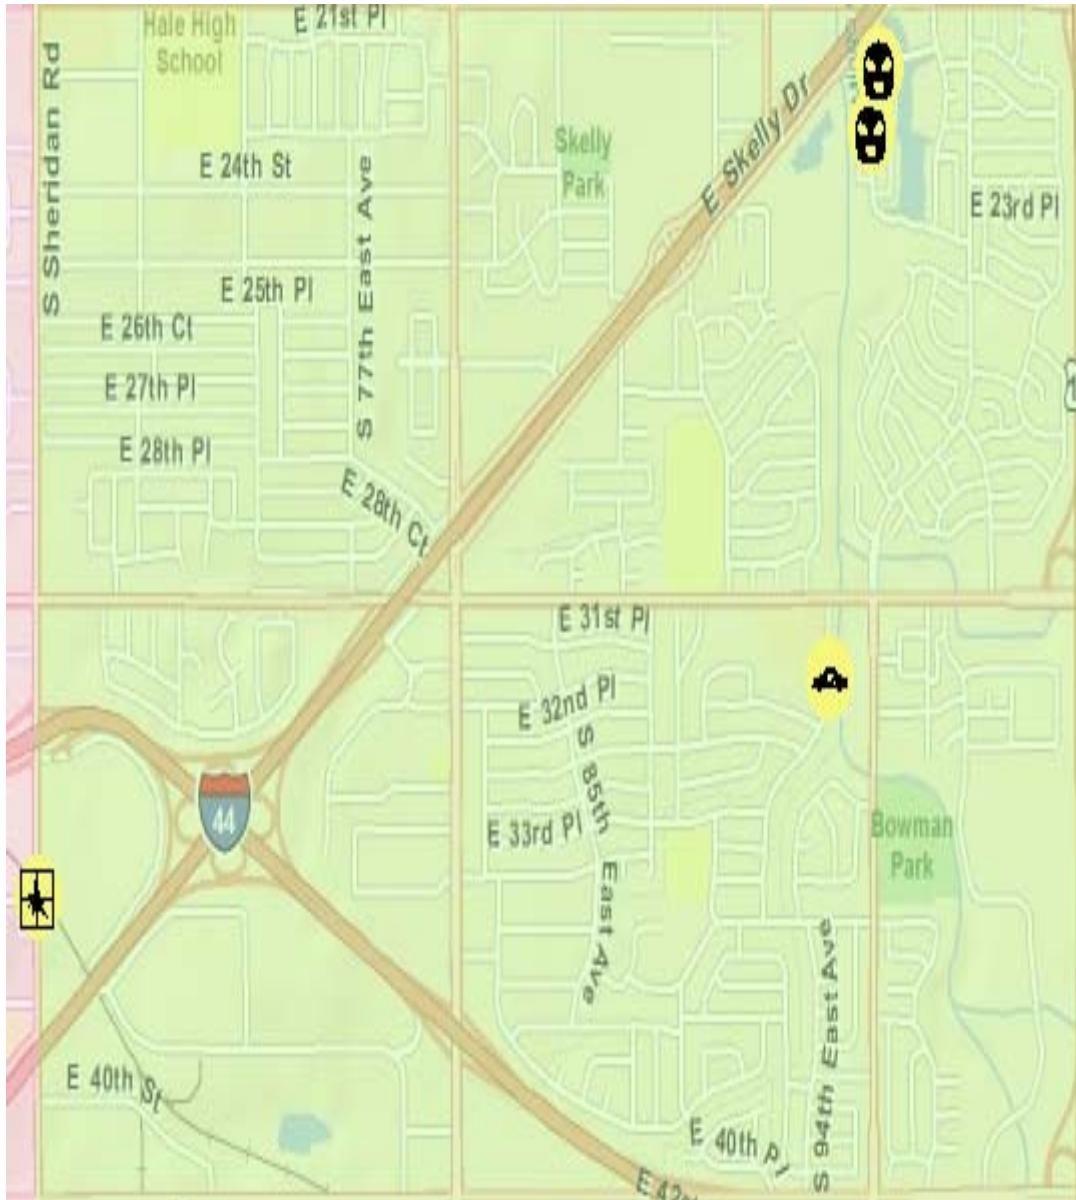 E 21st Pl
Hale High
School
S Sheridan Rd
E Skelly Dr
Skelly
Park
E 24th St
S 77th East Ave
E 23rd Pl
E 25th Pl
E 26th Ct
E 27th Pl
E 28th Pl
E 28th Ct
1
E 31st Pl
E 32nd Pl
S 85th East Ave
44
E 33rd Pl
Bowman
Park
S 94th East Ave
E 40th St
E 40th Pl